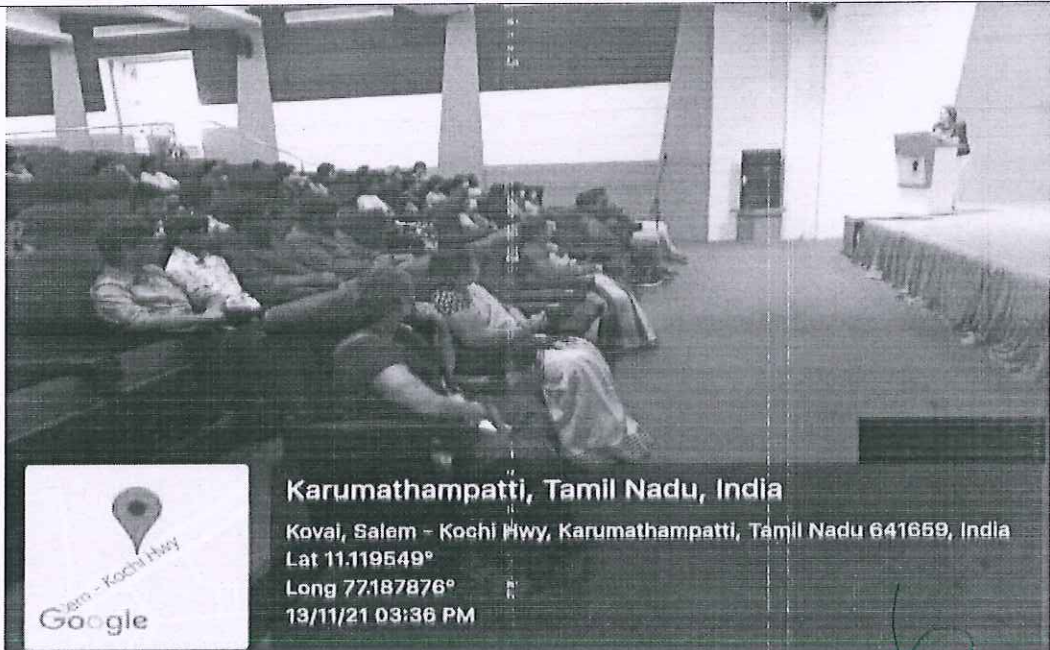 Karumathampatti, Tamil Nadu, India
Kovai, Salem - Kochi Hwy, Karumathampatti, Tamil Nadu 641659, India
Lat 11.119549°
Long 77.187876°
13/11/21 03:36 PM
em - Kochi Hwy
Google